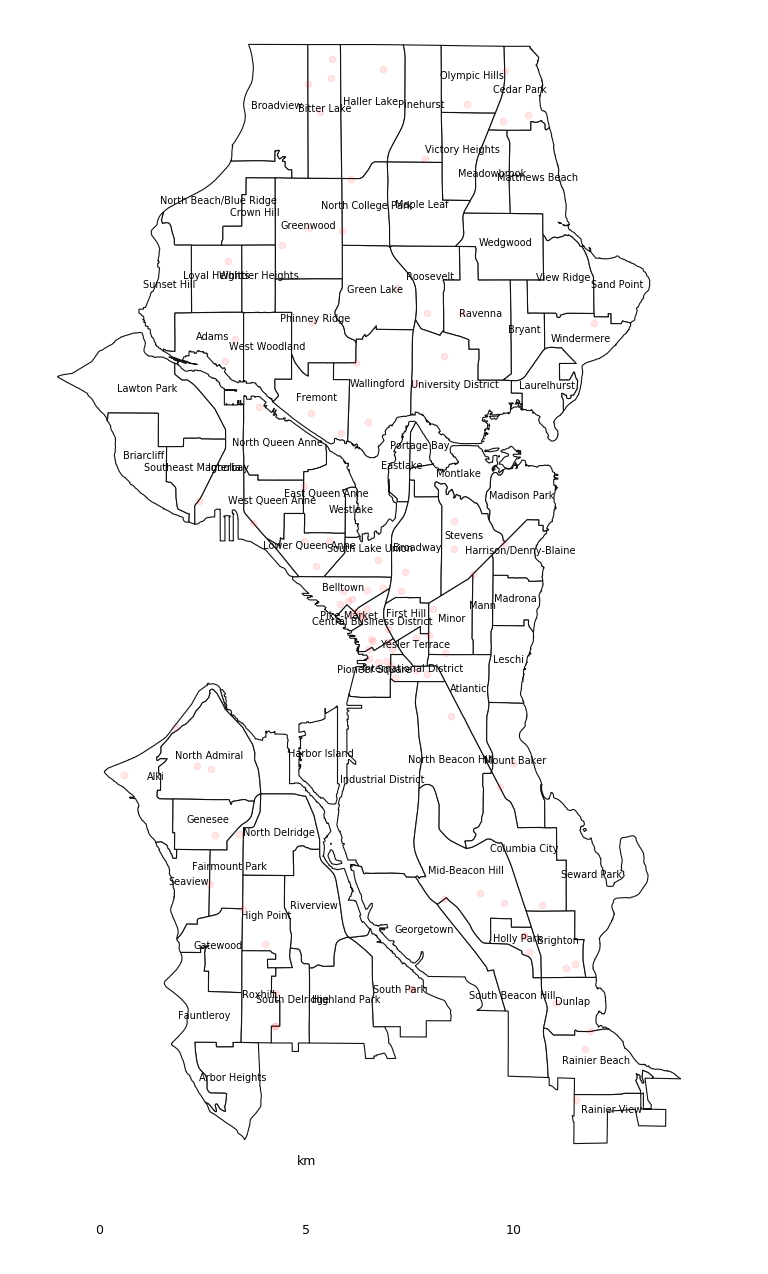 Olympic Hills
Cedar Park
Broadview
Bitter Lake
Haller Lake
Pinehurst
Victory Heights
Meadowbrook
Matthews Beach
North Beach/Blue Ridge
Crown Hill
North College Park
Maple Leaf
Greenwood
Wedgwood
Sunset Hill
Loyal Heights
Whittier Heights
Roosevelt
View Ridge
Sand Point
Green Lake
Phinney Ridge
Ravenna
Bryant
Adams
West Woodland
Windermere
Lawton Park
Wallingford
University District
Laurelhurst
Fremont
North Queen Anne
Portage Bay
Briarcliff
Southeast Magnolia
Interbay
Eastlake
Montlake
West Queen Anne
East Queen Anne
Madison Park
Westlake
Stevens
Lower Queen Anne
South Lake Union
Broadway
Harrison/Denny-Blaine
Belltown
Madrona
Mann
Pike-Market
First Hill
Minor
Central Business District
Yesler Terrace
Leschi
Pioneer Square
International District
Atlantic
North Admiral
Harbor Island
North Beacon Hill
Mount Baker
Alki
Industrial District
Genesee
North Delridge
Columbia City
Fairmount Park
Mid-Beacon Hill
Seward Park
Seaview
High Point
Riverview
Georgetown
Holly Park
Brighton
Gatewood
Roxhill
South Delridge
Highland Park
South Park
South Beacon Hill
Dunlap
Fauntleroy
Rainier Beach
Arbor Heights
Rainier View
km
0 5 10